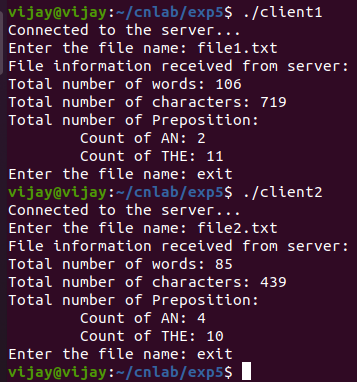 vijay@vijay:~/cnlab/exp5$ ./client1
Connected to the server...
Enter the file name: file1.txt
File information received from server:
Total number of words: 106
Total number of characters: 719
Total number of Preposition:
        Count of AN: 2
        Count of THE: 11
Enter the file name: exit
vijay@vijay:~/cnlab/exp5$ ./client2
Connected to the server...
Enter the file name: file2.txt
File information received from server:
Total number of words: 85
Total number of characters: 439
Total number of Preposition:
        Count of AN: 4
        Count of THE: 10
Enter the file name: exit
vijay@vijay:~/cnlab/exp5$